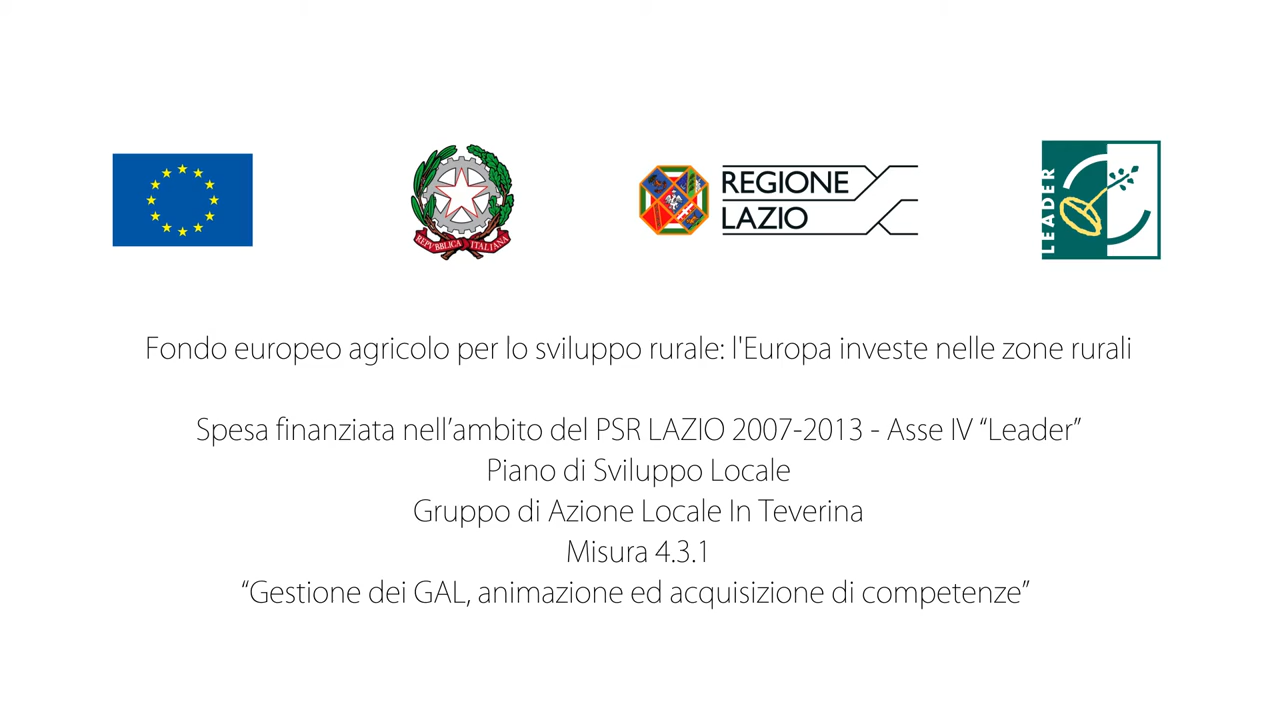 REPVBBLICA ITALIANA
REGIONE
LAZIO
LEADER
Fondo europeo agricolo per lo sviluppo rurale: l'Europa investe nelle zone rurali
Spesa finanziata nell’ambito del PSR LAZIO 2007-2013 - Asse IV “Leader”
Piano di Sviluppo Locale
Gruppo di Azione Locale In Teverina
Misura 4.3.1
“Gestione dei GAL, animazione ed acquisizione di competenze”